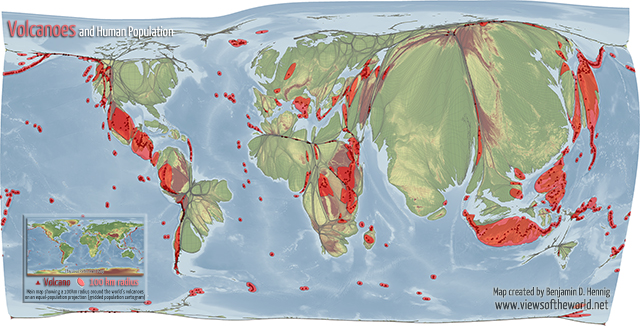 Volcanoes and Human Population
Volcano 100 km radius
Main map showing a 100km radius around the world's volcanoes
on an equal-population projection (gridded population cartogram)
Map created by Benjamin D. Hennig
www.viewsoftheworld.net